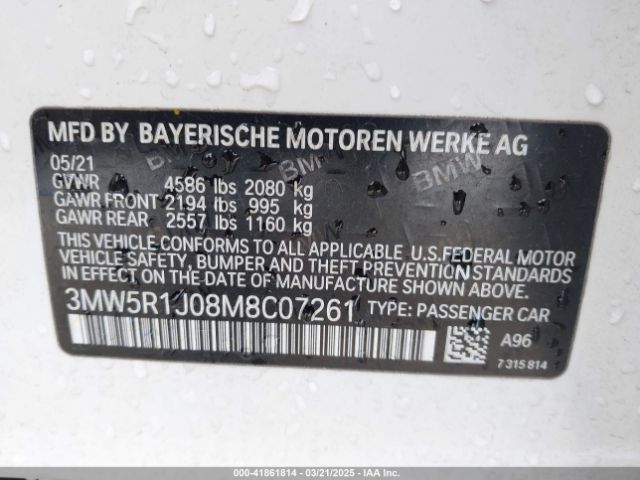 MFD BY BAYERISCHE MOTOREN WERKE AG
05/21
GVWR 4586 lbs 2080 kg
GAWR FRONT 2194 lbs 995 kg
GAWR REAR 2557 lbs 1160 kg
THIS VEHICLE CONFORMS TO ALL APPLICABLE U.S.FEDERAL MOTOR
VEHICLE SAFETY, BUMPER AND THEFT PREVENTION STANDARDS IN
EFFECT ON THE DATE OF MANUFACTURE SHOWN ABOVE.
3MW5R1J08M8C07261 TYPE: PASSENGER CAR
A96
7315814
BMW
000-41861814 | 03/21/2025 | IAA, Inc.